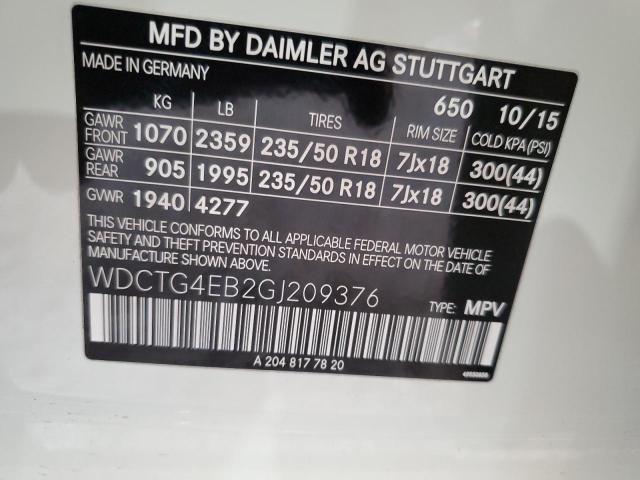 MFD BY DAIMLER AG STUTTGART
MADE IN GERMANY 650 10/15
KG LB TIRES RIM SIZE COLD KPA(PSI)
GAWR FRONT 1070 2359 235/50 R18 7Jx18 300(44)
GAWR REAR 905 1995 235/50 R18 7Jx18 300(44)
GVWR 1940 4277
THIS VEHICLE CONFORMS TO ALL APPLICABLE FEDERAL MOTOR VEHICLE
SAFETY AND THEFT PREVENTION STANDARDS IN EFFECT ON THE DATE OF
MANUFACTURE SHOWN ABOVE.
WDCTG4EB2GJ209376 TYPE: MPV
A 204 817 78 20